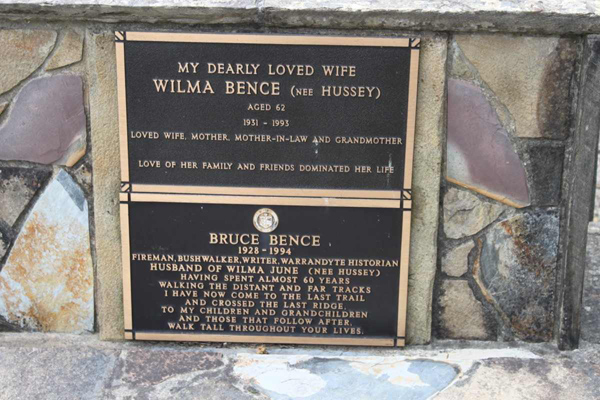 MY DEARLY LOVED WIFE
WILMA BENCE (NEE HUSSEY)
AGED 62
1931 – 1993
LOVED WIFE, MOTHER, MOTHER-IN-LAW AND GRANDMOTHER
LOVE OF HER FAMILY AND FRIENDS DOMINATED HER LIFE
BRUCE BENCE
1928 – 1994
FIREMAN, BUSHWALKER, WRITER, WARRANDYTE HISTORIAN
HUSBAND OF WILMA JUNE (NEE HUSSEY)
HAVING SPENT ALMOST 60 YEARS
WALKING THE DISTANT AND FAR TRACKS
I HAVE NOW COME TO THE LAST TRAIL
AND CROSSED THE LAST RIDGE.
TO MY CHILDREN AND GRANDCHILDREN
AND THOSE THAT FOLLOW AFTER,
WALK TALL THROUGHOUT YOUR LIVES.